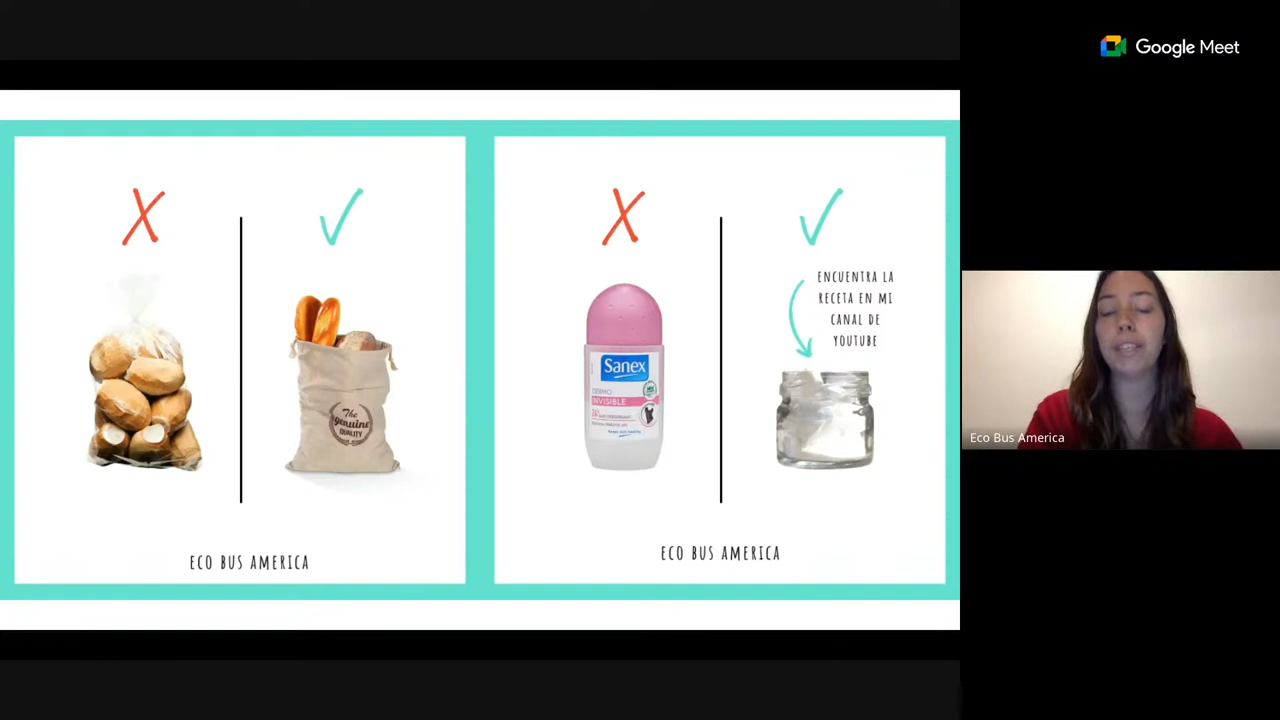 Google Meet
X
X
The
Genuine
QUALITY
ECO BUS AMERICA
ENCUENTRA LA
RECETA EN MI
CANAL DE
YOUTUBE
Sanex
DERMO
INVISIBLE
ECO BUS AMERICA
Eco Bus America